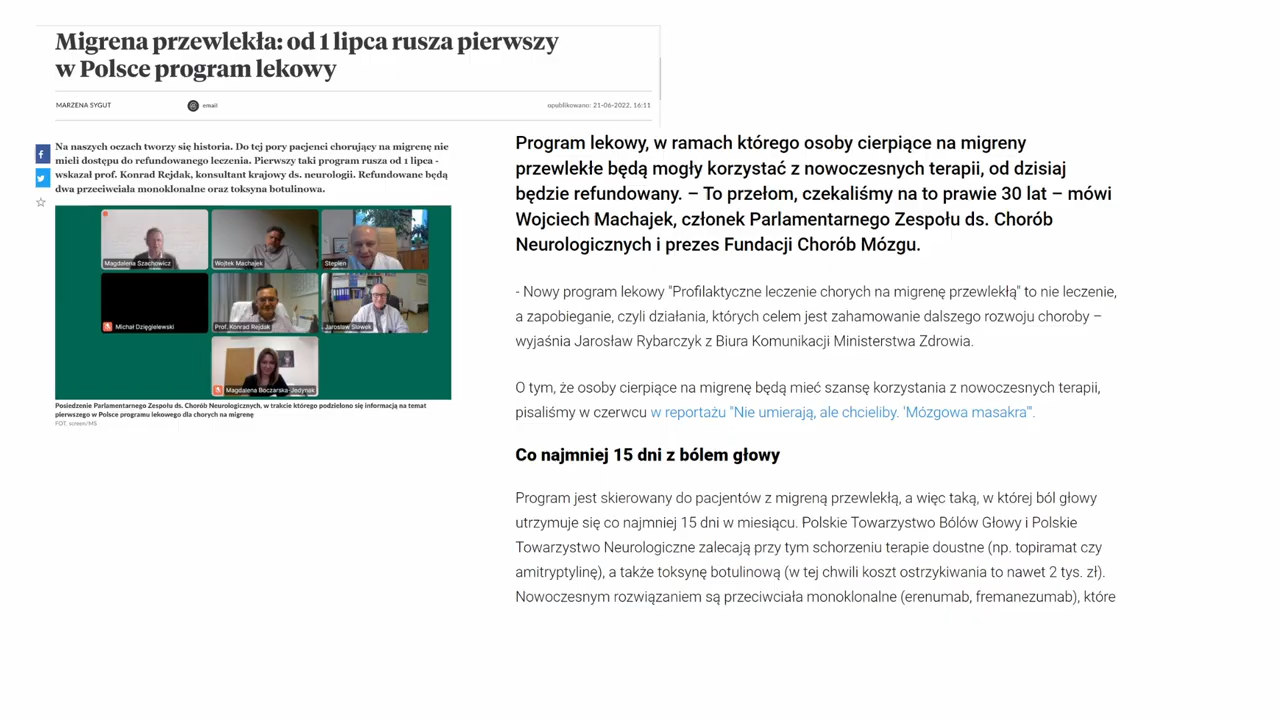 Migrena przewlekła: od 1 lipca rusza pierwszy
w Polsce program lekowy
MARZENA SYGUT
@ email
opublikowano: 21-06-2022, 16:11
Na naszych oczach tworzy się historia. Do tej pory pacjenci chorujący na migrenę nie
mieli dostępu do refundowanego leczenia. Pierwszy taki program rusza od 1 lipca -
wskazał prof. Konrad Rejdak, konsultant krajowy ds. neurologii. Refundowane będą
dwa przeciwciała monoklonalne oraz toksyna botulinowa.
Magdalena Szachowicz
Wojtek Machajek
Stepien
Michał Dzięgielewski
Prof. Konrad Rejdak
Jarosław Sławek
Magdalena Boczarska-Jedynak
Posiedzenie Parlamentarnego Zespołu ds. Chorób Neurologicznych, w trakcie którego podzielono się informacją na temat
pierwszego w Polsce programu lekowego dla chorych na migrenę
FOT. screen/MS
Program lekowy, w ramach którego osoby cierpiące na migreny
przewlekłe będą mogły korzystać z nowoczesnych terapii, od dzisiaj
będzie refundowany. – To przełom, czekaliśmy na to prawie 30 lat – mówi
Wojciech Machajek, członek Parlamentarnego Zespołu ds. Chorób
Neurologicznych i prezes Fundacji Chorób Mózgu.
- Nowy program lekowy "Profilaktyczne leczenie chorych na migrenę przewlekłą" to nie leczenie,
a zapobieganie, czyli działania, których celem jest zahamowanie dalszego rozwoju choroby –
wyjaśnia Jarosław Rybarczyk z Biura Komunikacji Ministerstwa Zdrowia.
O tym, że osoby cierpiące na migrenę będą mieć szansę korzystania z nowoczesnych terapii,
pisaliśmy w czerwcu w reportażu "Nie umierają, ale chcieliby. 'Mózgowa masakra'".
Co najmniej 15 dni z bólem głowy
Program jest skierowany do pacjentów z migreną przewlekłą, a więc taką, w której ból głowy
utrzymuje się co najmniej 15 dni w miesiącu. Polskie Towarzystwo Bólów Głowy i Polskie
Towarzystwo Neurologiczne zalecają przy tym schorzeniu terapie doustne (np. topiramat czy
amitryptylinę), a także toksynę botulinową (w tej chwili koszt ostrzykiwania to nawet 2 tys. zł).
Nowoczesnym rozwiązaniem są przeciwciała monoklonalne (erenumab, fremanezumab), które